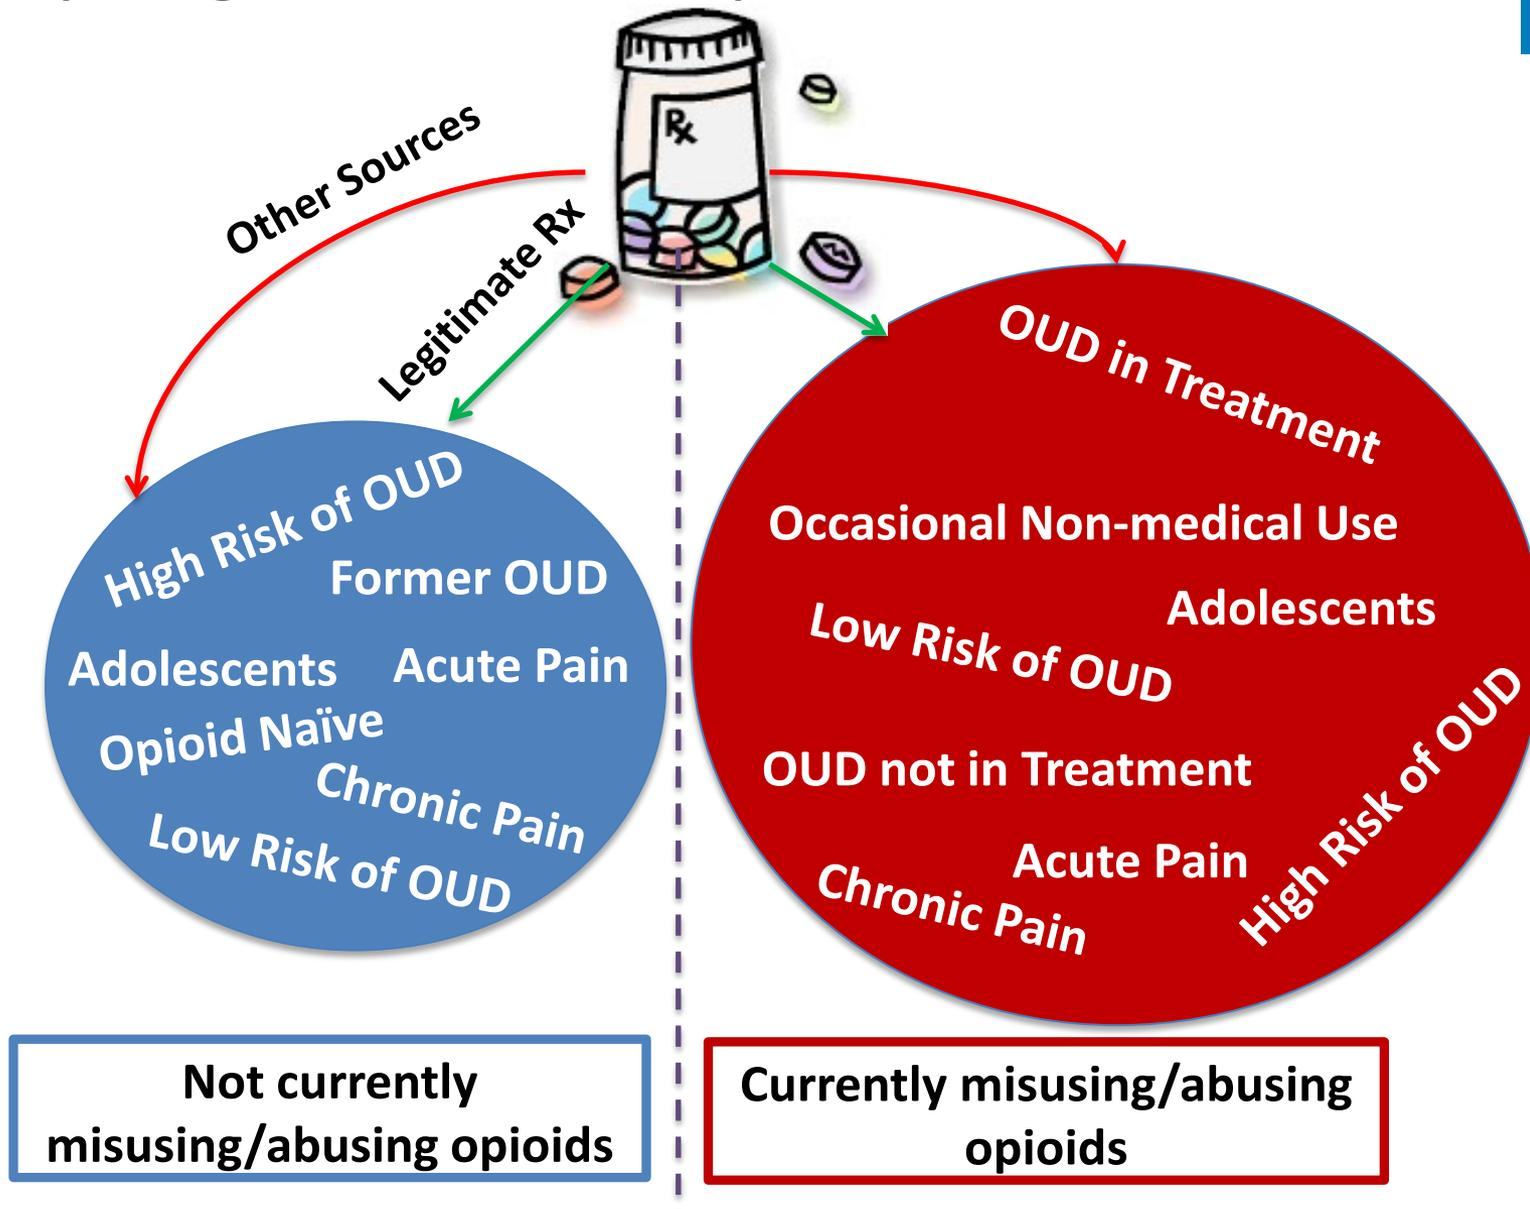 Other Sources
Rx
Legitimate Rx
High Risk of OUD
Former OUD
Adolescents
Acute Pain
Opioid Naïve
Chronic Pain
Low Risk of OUD
OUD in Treatment
Occasional Non-medical Use
Adolescents
Low Risk of OUD
OUD not in Treatment
High Risk of OUD
Acute Pain
Chronic Pain
Not currently
misusing/abusing opioids
Currently misusing/abusing
opioids